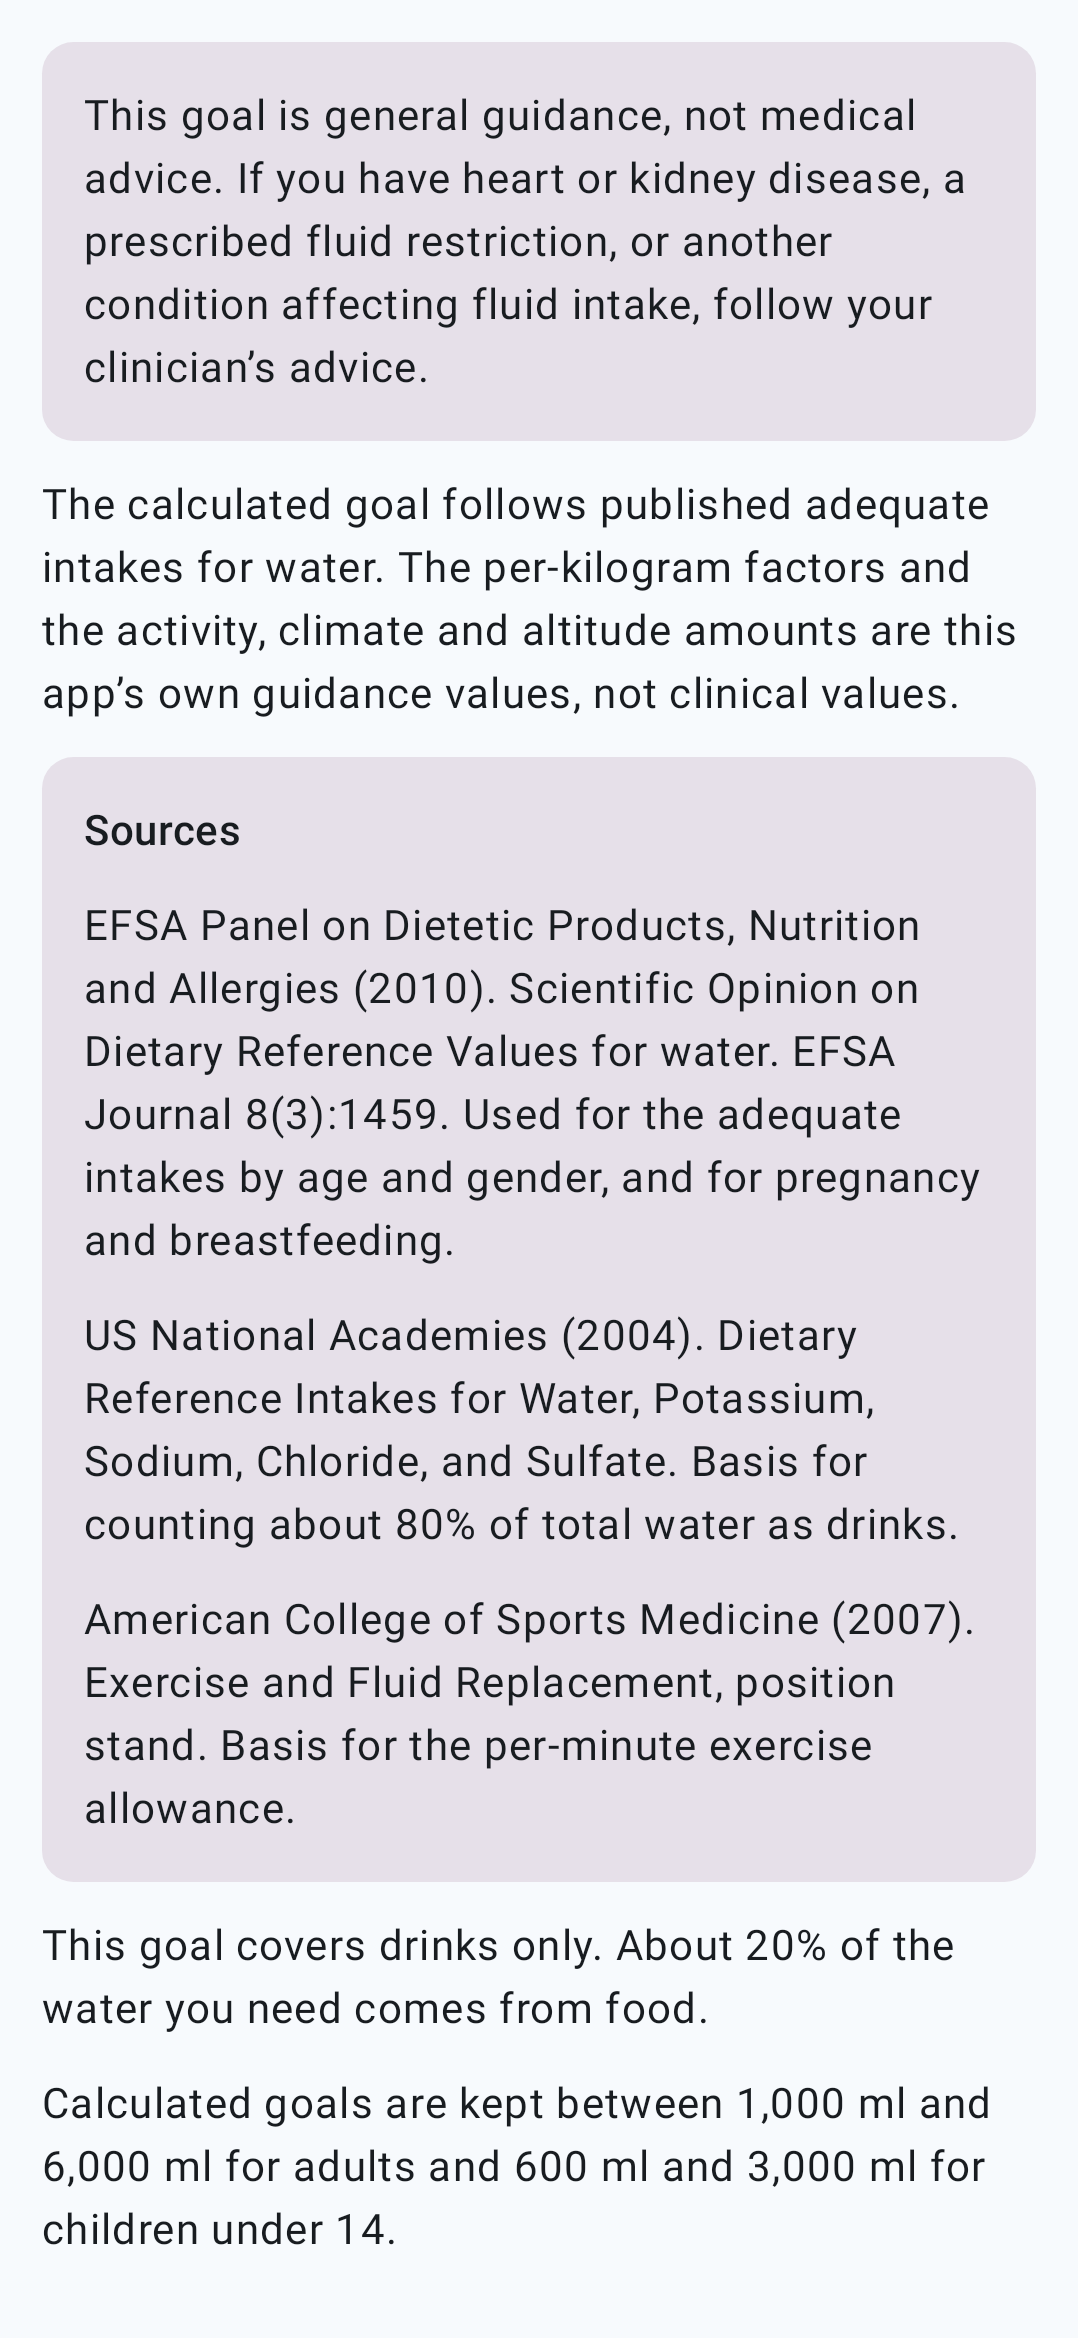 This goal is general guidance, not medical
advice. If you have heart or kidney disease, a
prescribed fluid restriction, or another
condition affecting fluid intake, follow your
clinician’s advice.
The calculated goal follows published adequate
intakes for water. The per-kilogram factors and
the activity, climate and altitude amounts are this
app’s own guidance values, not clinical values.
Sources
EFSA Panel on Dietetic Products, Nutrition
and Allergies (2010). Scientific Opinion on
Dietary Reference Values for water. EFSA
Journal 8(3):1459. Used for the adequate
intakes by age and gender, and for pregnancy
and breastfeeding.
US National Academies (2004). Dietary
Reference Intakes for Water, Potassium,
Sodium, Chloride, and Sulfate. Basis for
counting about 80% of total water as drinks.
American College of Sports Medicine (2007).
Exercise and Fluid Replacement, position
stand. Basis for the per-minute exercise
allowance.
This goal covers drinks only. About 20% of the
water you need comes from food.
Calculated goals are kept between 1,000 ml and
6,000 ml for adults and 600 ml and 3,000 ml for
children under 14.